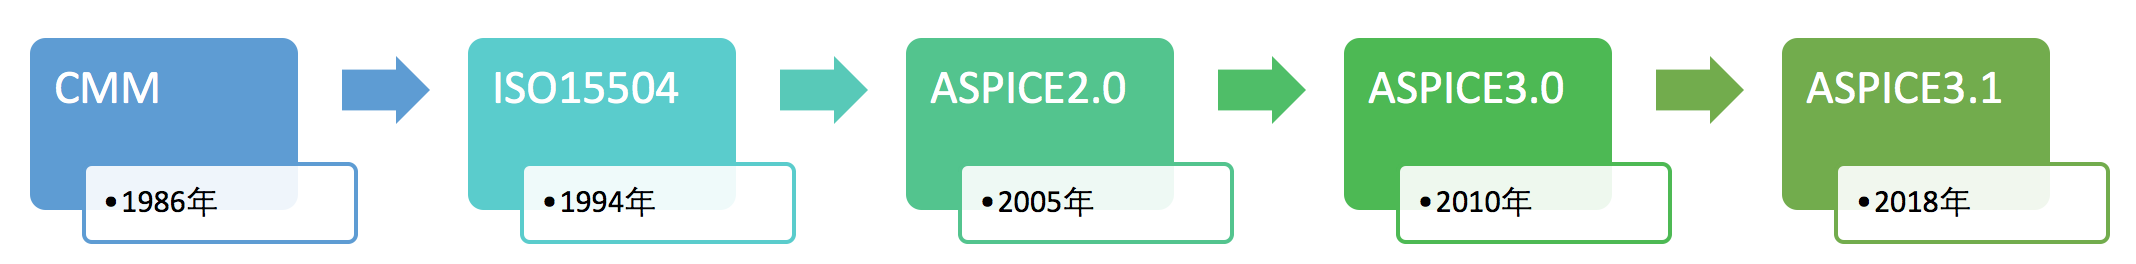 CMM
•1986年
ISO15504
•1994年
ASPICE2.0
•2005年
ASPICE3.0
•2010年
ASPICE3.1
•2018年